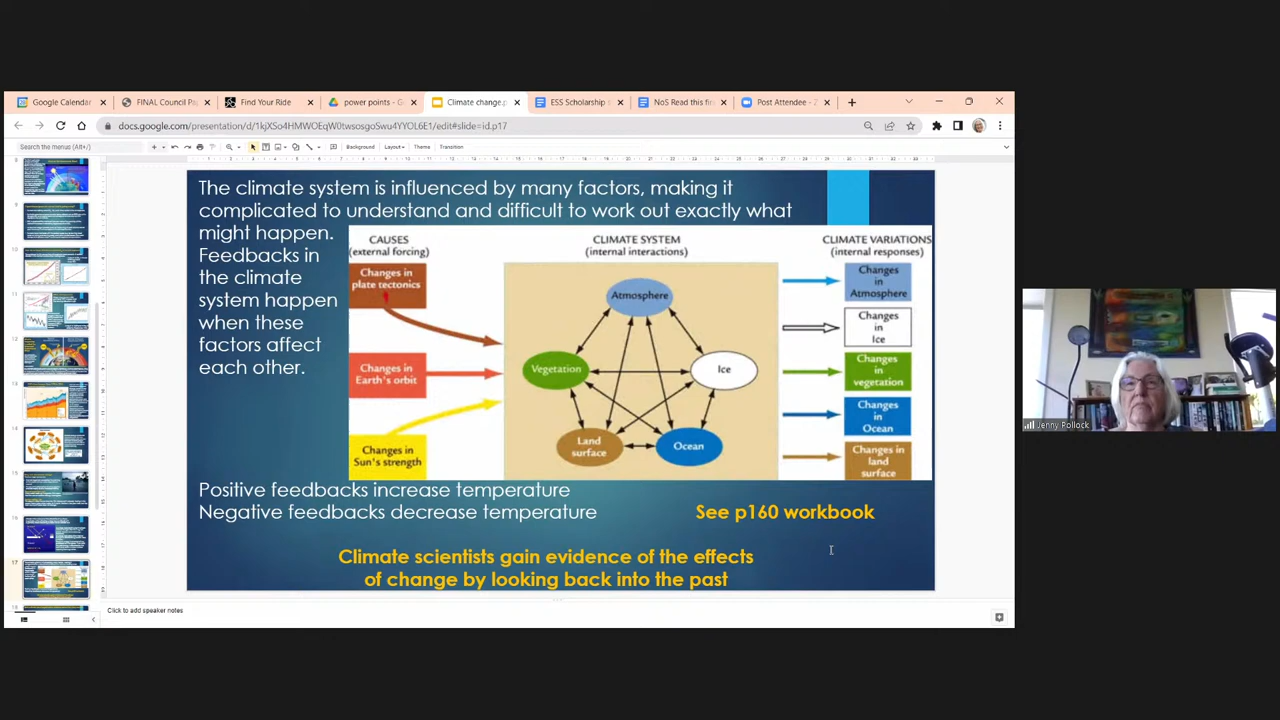 Google Calendar
FINAL Council Pa
Find Your Ride
power points - G
Climate change.p
ESS Scholarship
NoS Read this fir
Post Attendee - Z
docs.google.com/presentation/d/1kjXSo4HMWOEqW0twsosgoSwu4YYOL6E1/edit#slide=id.p17
Search the menus (Alt+/)
Background
Layout
Theme
Transition
The climate system is influenced by many factors, making it
complicated to understand and difficult to work out exactly what
might happen.
Feedbacks in
the climate
system happen
when these
factors affect
each other.
CAUSES
(external forcing)
Changes in
plate tectonics
Changes in
Earth's orbit
Changes in
Sun's strength
CLIMATE SYSTEM
(internal interactions)
Atmosphere
Vegetation
Ice
Land
surface
Ocean
CLIMATE VARIATIONS
(internal responses)
Changes
in
Atmosphere
Changes
in
Ice
Changes
in
vegetation
Changes
in
Ocean
Changes in
land
surface
Positive feedbacks increase temperature
Negative feedbacks decrease temperature
See p160 workbook
Climate scientists gain evidence of the effects
of change by looking back into the past
Click to add speaker notes
Jenny Pollock